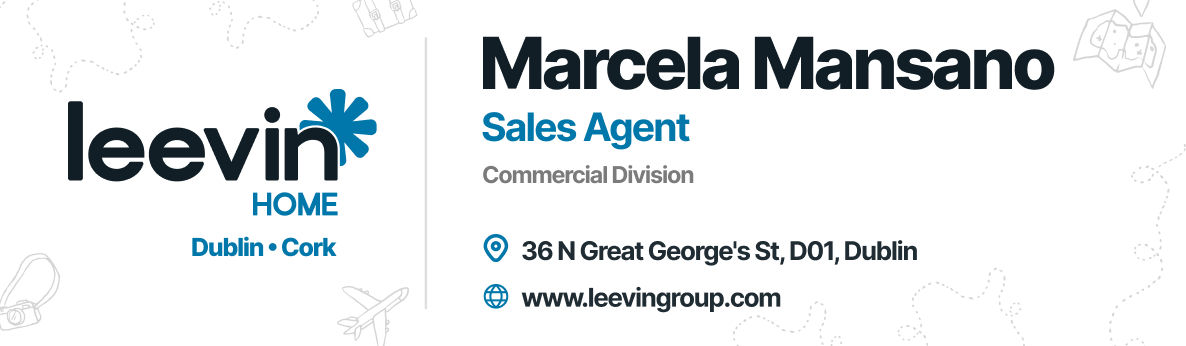 leevin
HOME
Dublin • Cork
Marcela Mansano
Sales Agent
Commercial Division
36 N Great George's St, D01, Dublin
www.leevingroup.com